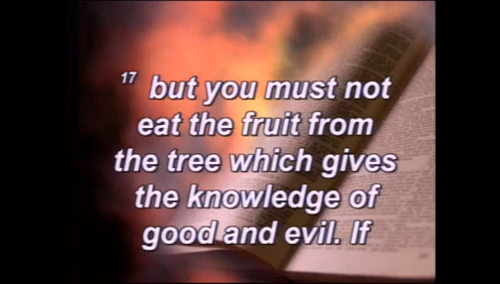 17 but you must not
eat the fruit from
the tree which gives
the knowledge of
good and evil. If